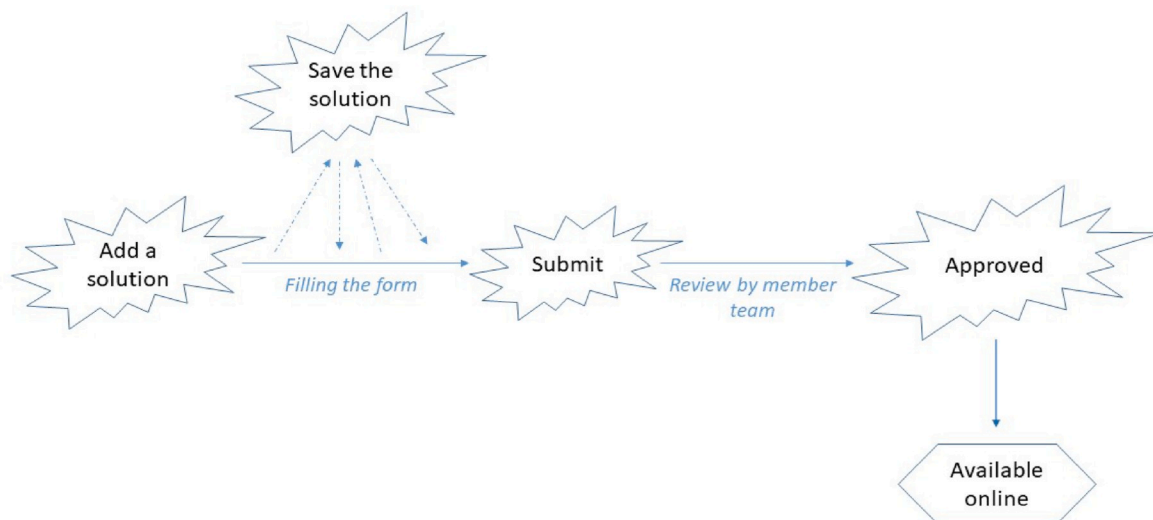 Save the
solution
Add a
solution
Filling the form
Submit
Review by member
team
Approved
Available
online